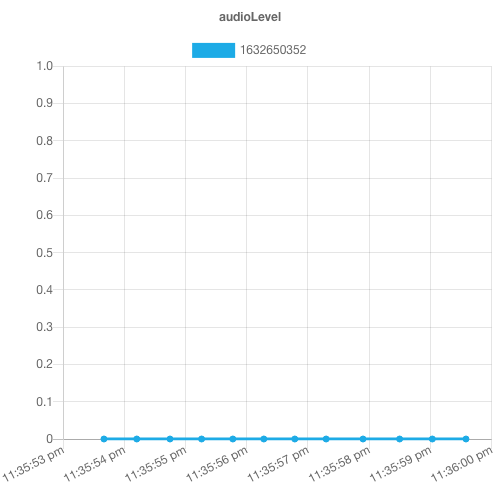 audioLevel
1632650352
1.0
0.9
0.8
0.7
0.6
0.5
0.4
0.3
0.2
0.1
0
11:35:53 pm
11:35:54 pm
11:35:55 pm
11:35:56 pm
11:35:57 pm
11:35:58 pm
11:35:59 pm
11:36:00 pm